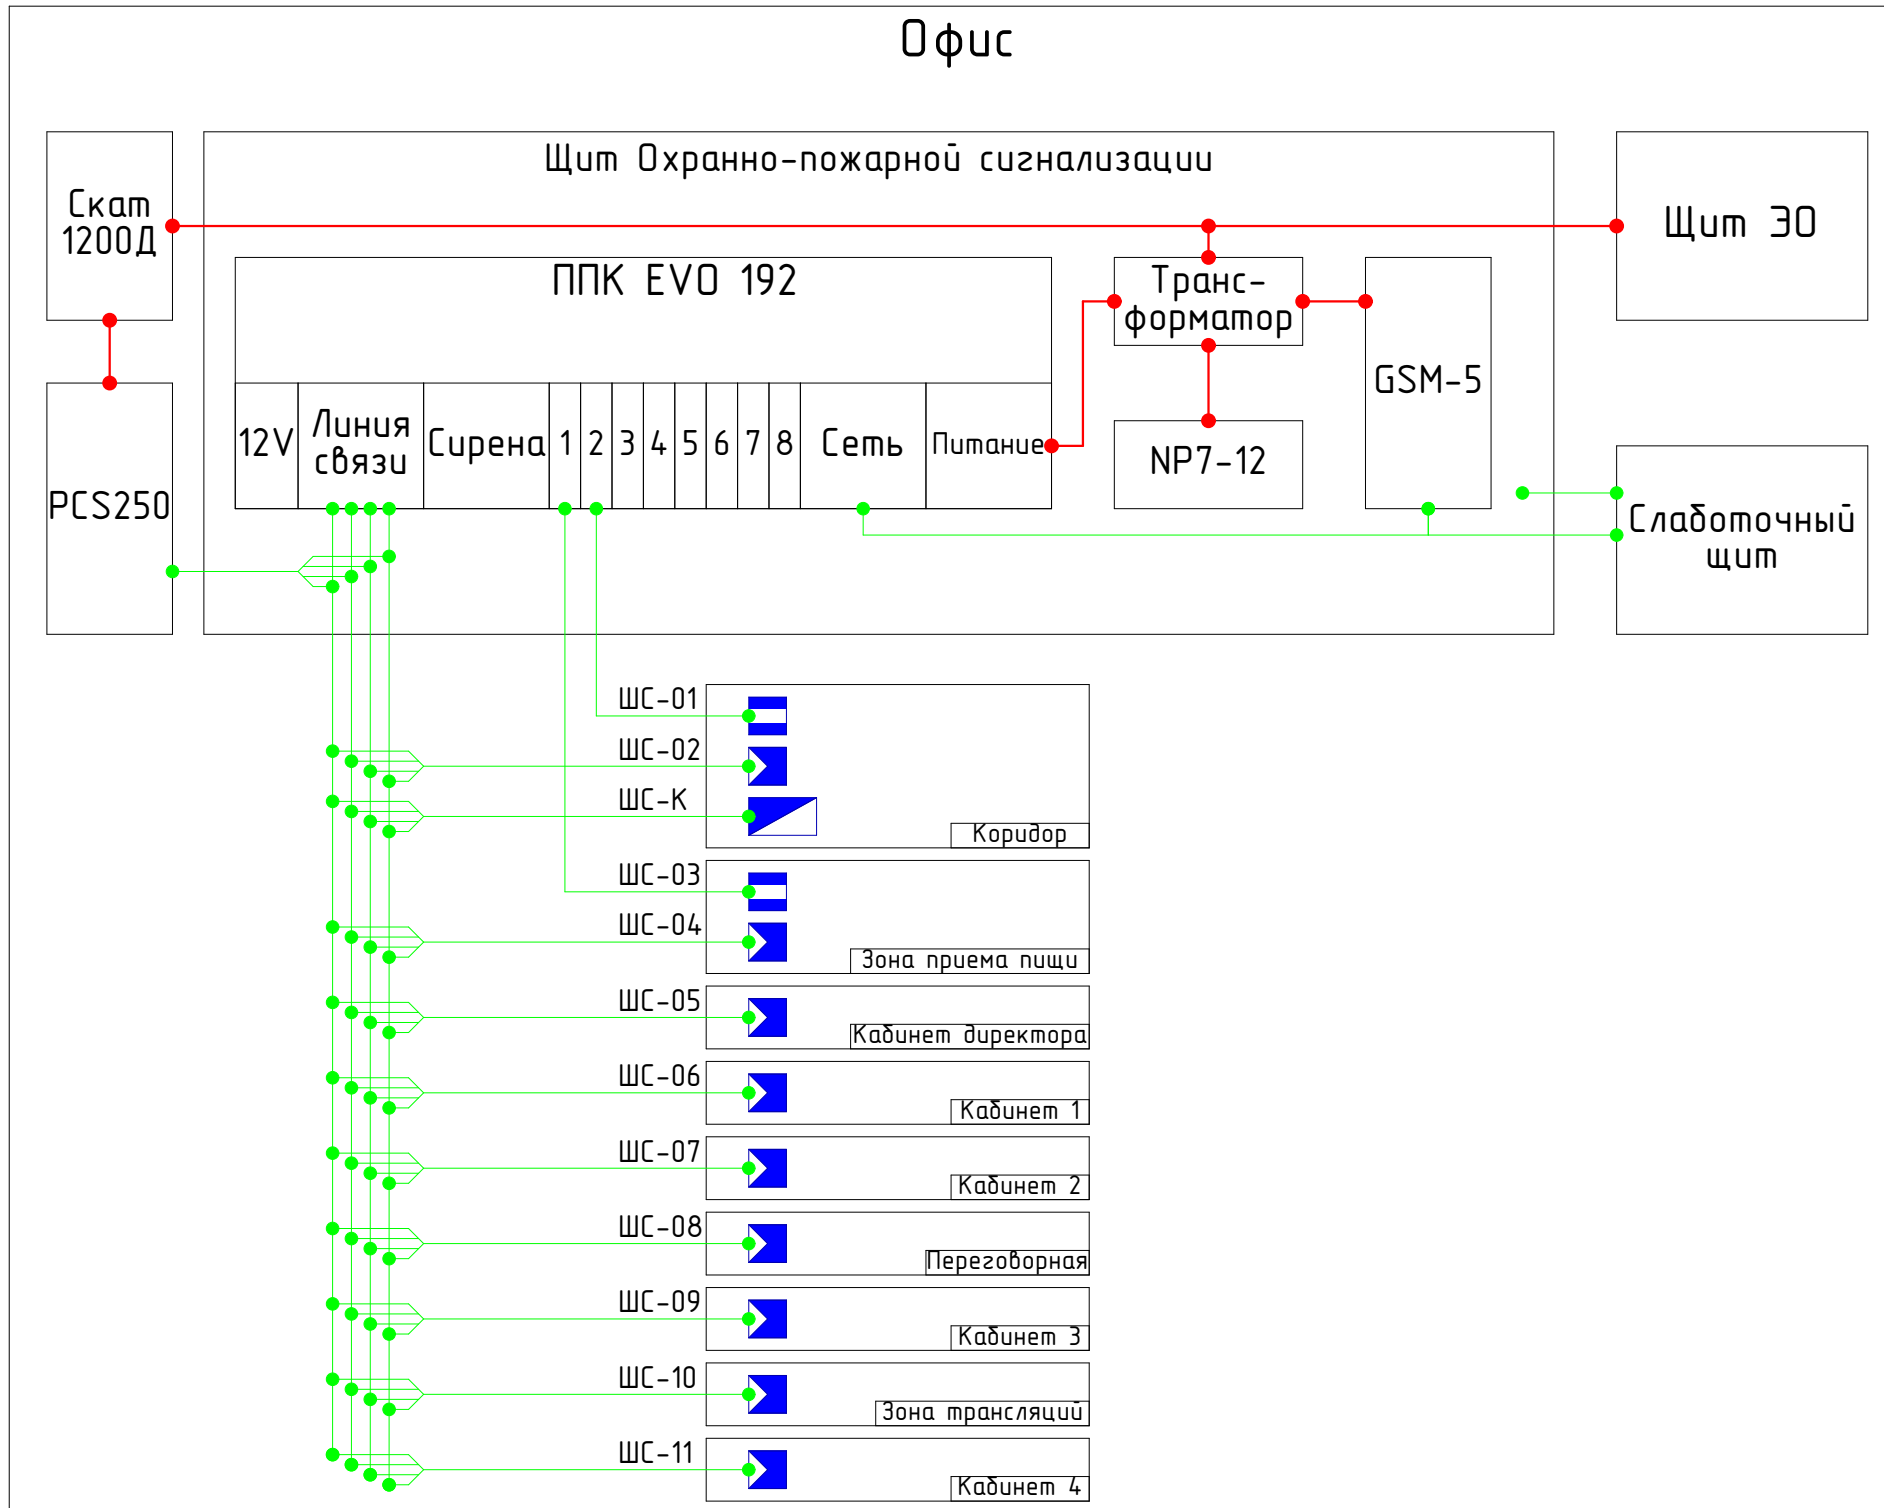 Офис
Щит Охранно-пожарной сигнализации
Скат
1200Д
Щит ЭО
ППК EVO 192
Транс-
форматор
GSM-5
12V
Линия
связи
Сирена
1
2
3
4
5
6
7
8
Сеть
Питание
NP7-12
PCS250
Слаботочный
щит
ШС-01
ШС-02
ШС-К
Коридор
ШС-03
ШС-04
Зона приема пищи
ШС-05
Кабинет директора
ШС-06
Кабинет 1
ШС-07
Кабинет 2
ШС-08
Переговорная
ШС-09
Кабинет 3
ШС-10
Зона трансляций
ШС-11
Кабинет 4